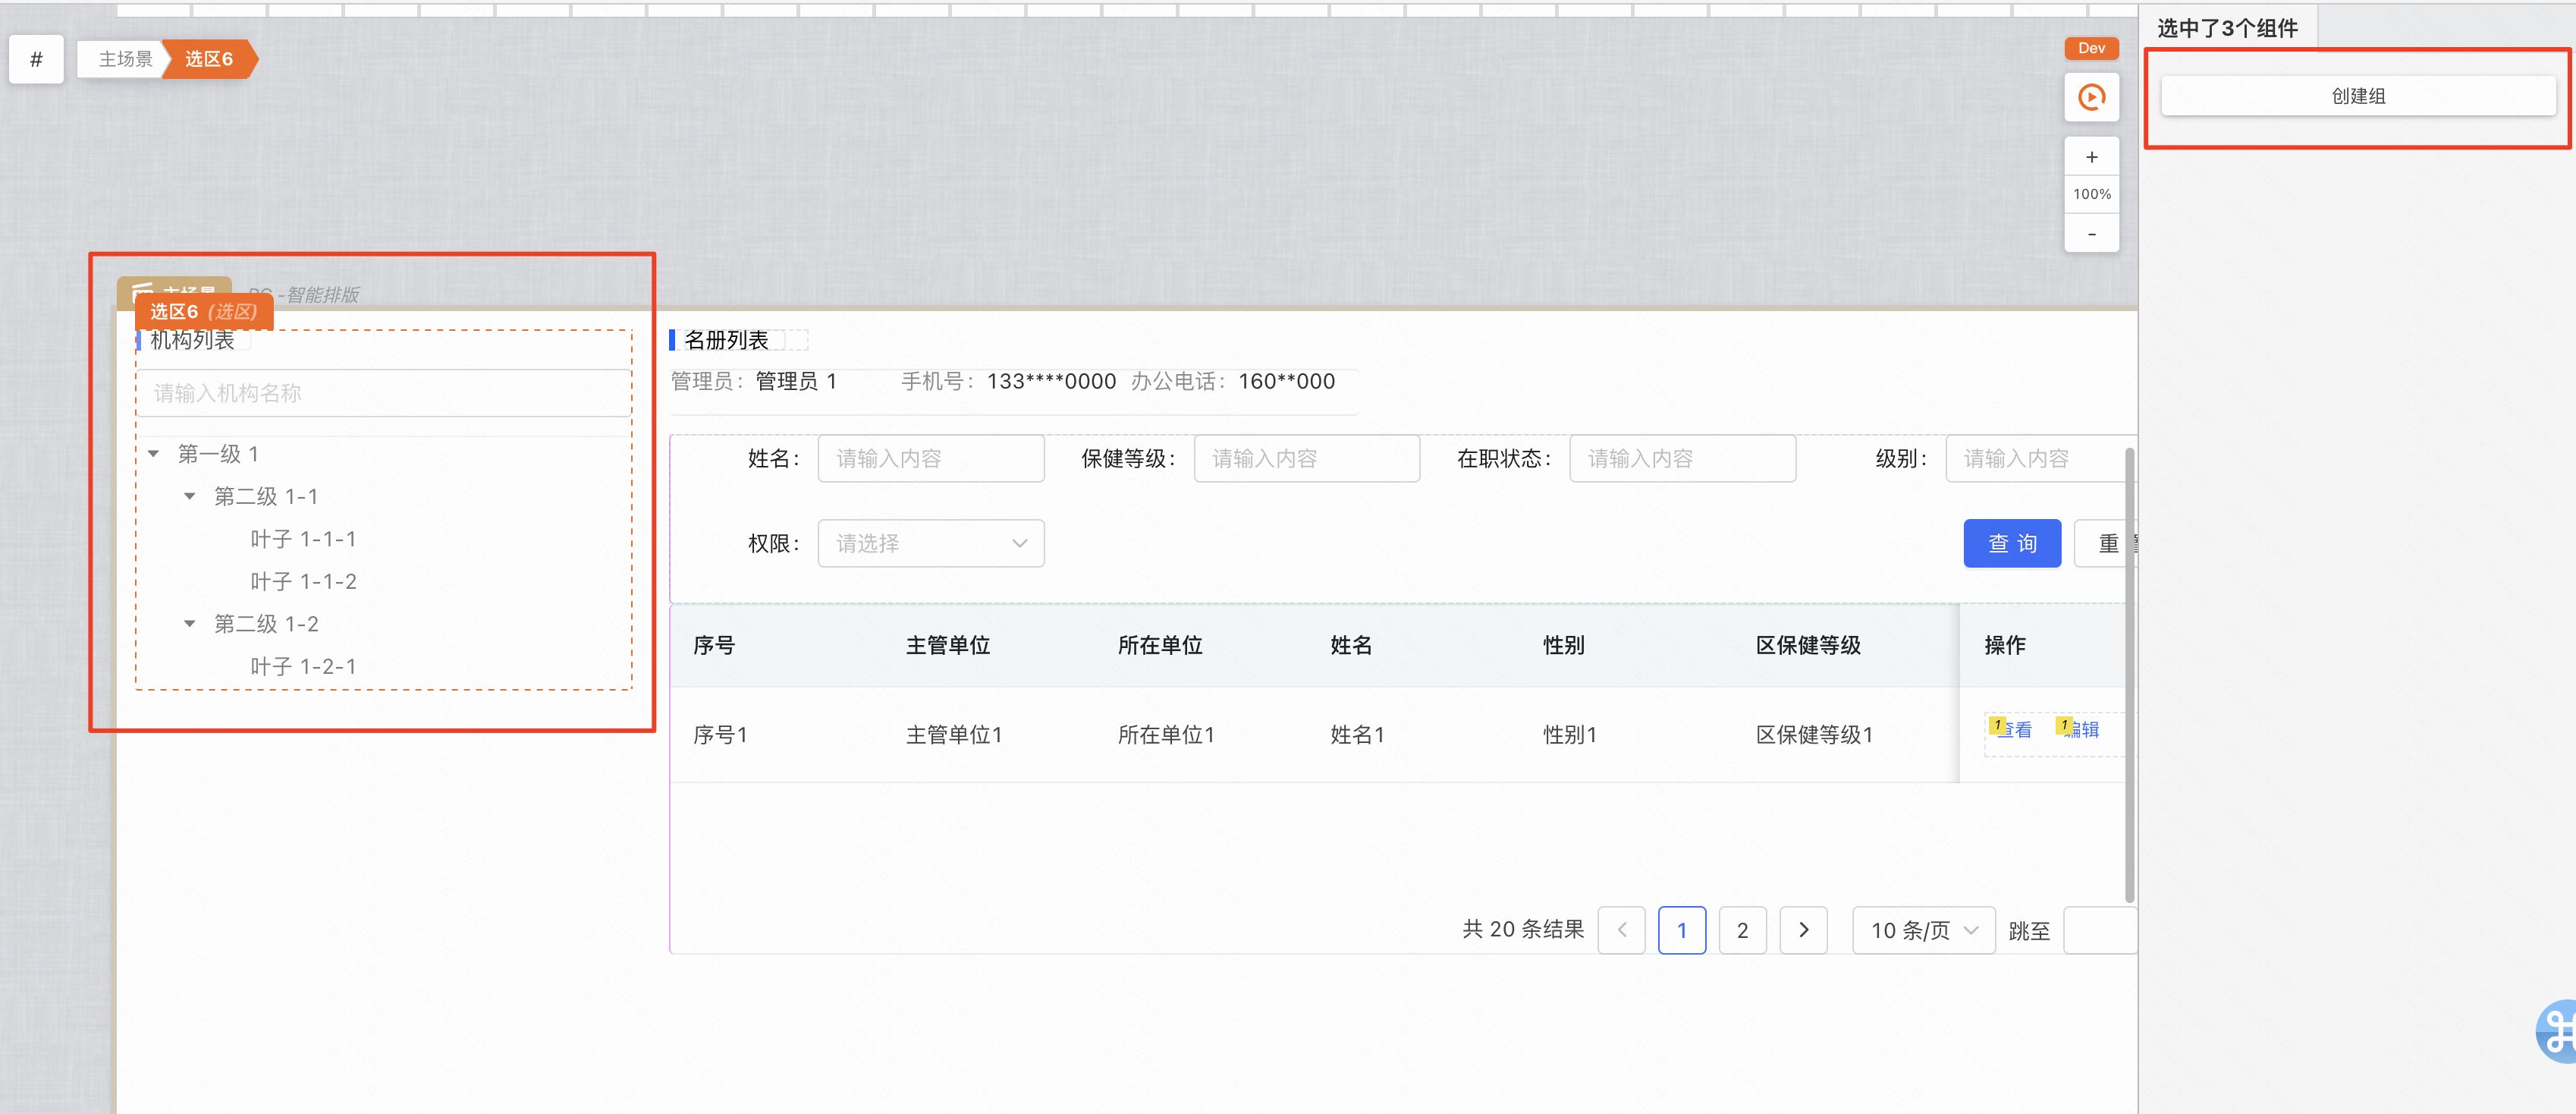 选中了3个组件
创建组
#
主场景
选区6
Dev
+
100%
-
主场景
PC -智能排版
选区6 (选区)
机构列表
请输入机构名称
第一级 1
第二级 1-1
叶子 1-1-1
叶子 1-1-2
第二级 1-2
叶子 1-2-1
名册列表
管理员： 管理员 1 手机号： 133****0000 办公电话： 160**000
姓名： 请输入内容 保健等级： 请输入内容 在职状态： 请输入内容 级别： 请输入内容
权限： 请选择 查 询 重
序号 主管单位 所在单位 姓名 性别 区保健等级 操作
序号1 主管单位1 所在单位1 姓名1 性别1 区保健等级1 1 查看 1 编辑
共 20 条结果 1 2 10 条/页 跳至